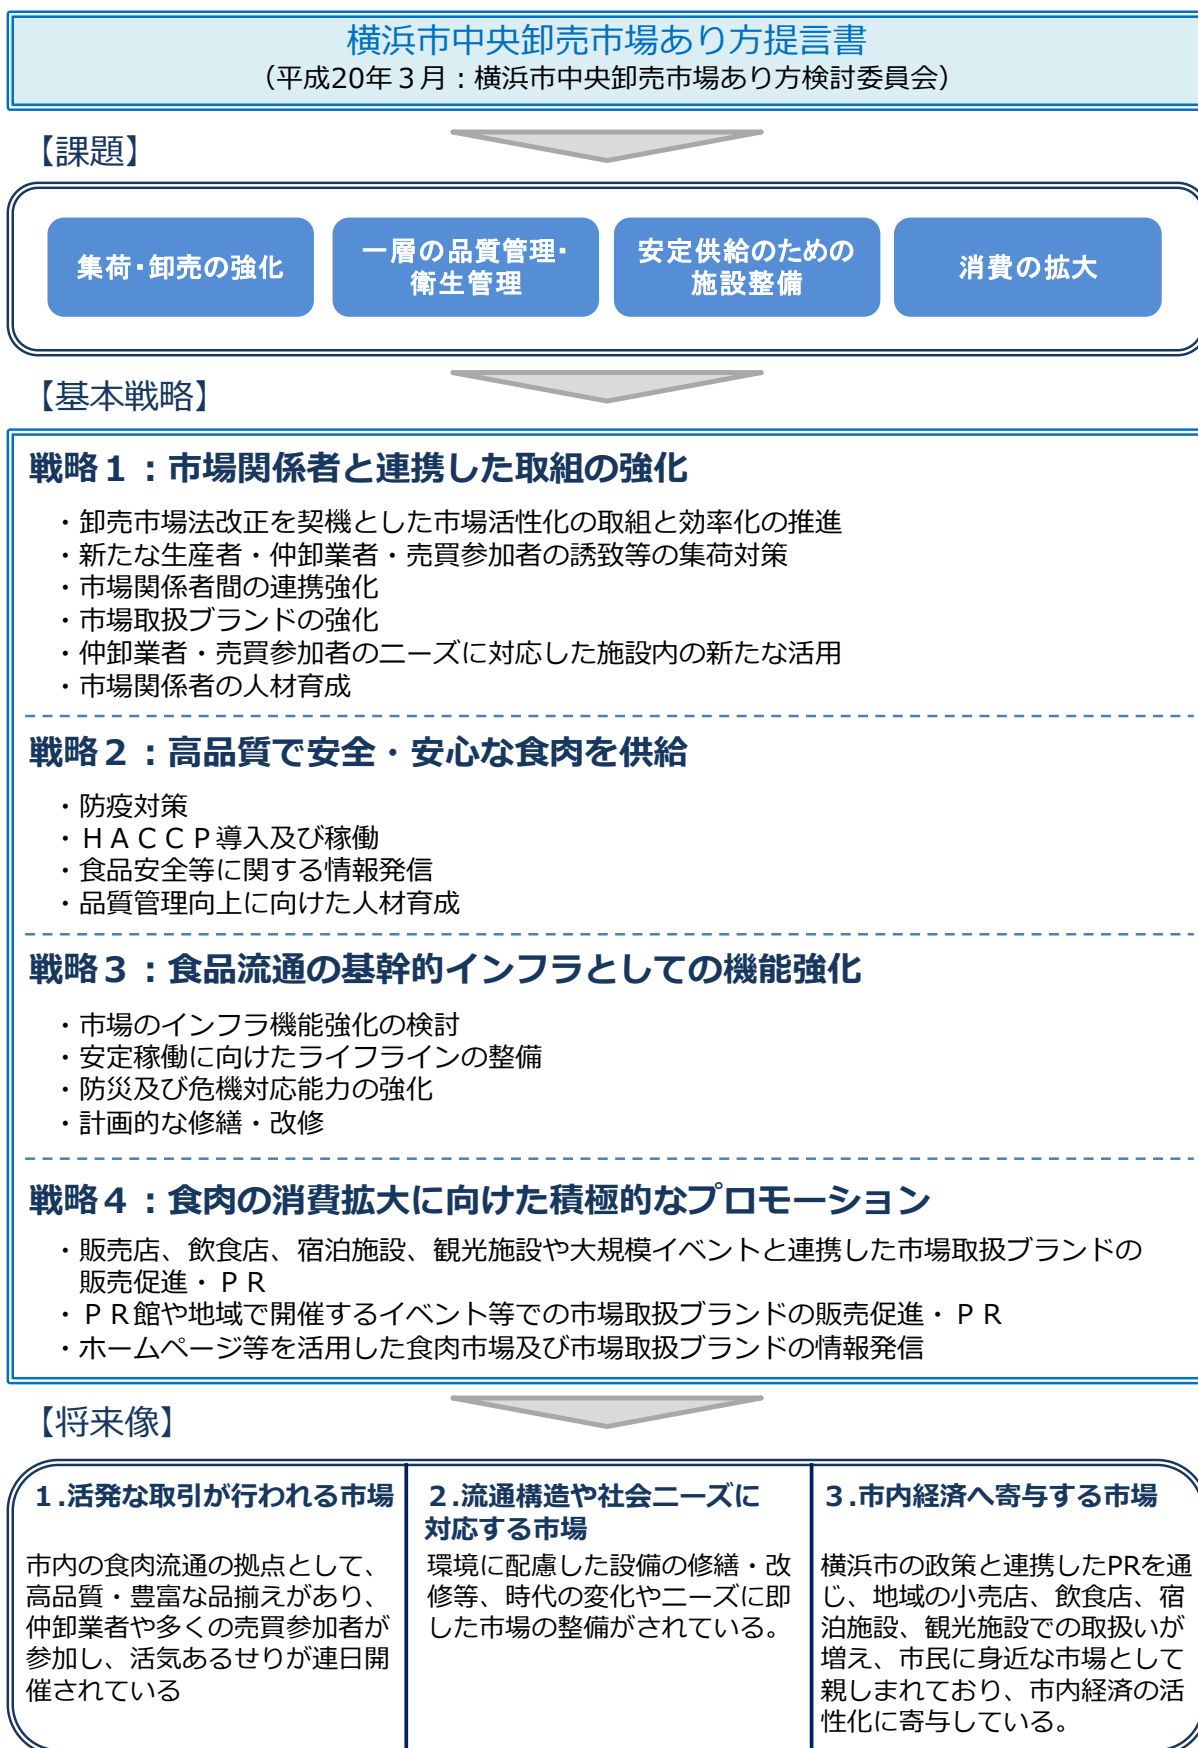 横浜市中央卸売市場あり方提言書
（平成20年３月：横浜市中央卸売市場あり方検討委員会）
【課題】
集荷・卸売の強化
一層の品質管理・
衛生管理
安定供給のための
施設整備
消費の拡大
【基本戦略】
戦略１：市場関係者と連携した取組の強化
・卸売市場法改正を契機とした市場活性化の取組と効率化の推進
・新たな生産者・仲卸業者・売買参加者の誘致等の集荷対策
・市場関係者間の連携強化
・市場取扱ブランドの強化
・仲卸業者・売買参加者のニーズに対応した施設内の新たな活用
・市場関係者の人材育成
戦略２：高品質で安全・安心な食肉を供給
・防疫対策
・ＨＡＣＣＰ導入及び稼働
・食品安全等に関する情報発信
・品質管理向上に向けた人材育成
戦略３：食品流通の基幹的インフラとしての機能強化
・市場のインフラ機能強化の検討
・安定稼働に向けたライフラインの整備
・防災及び危機対応能力の強化
・計画的な修繕・改修
戦略４：食肉の消費拡大に向けた積極的なプロモーション
・販売店、飲食店、宿泊施設、観光施設や大規模イベントと連携した市場取扱ブランドの
販売促進・ＰＲ
・ＰＲ館や地域で開催するイベント等での市場取扱ブランドの販売促進・ＰＲ
・ホームページ等を活用した食肉市場及び市場取扱ブランドの情報発信
【将来像】
１.活発な取引が行われる市場
市内の食肉流通の拠点として、
高品質・豊富な品揃えがあり、
仲卸業者や多くの売買参加者が
参加し、活気あるせりが連日開
催されている
２.流通構造や社会ニーズに
対応する市場
環境に配慮した設備の修繕・改
修等、時代の変化やニーズに即
した市場の整備がされている。
３.市内経済へ寄与する市場
横浜市の政策と連携したPRを通
じ、地域の小売店、飲食店、宿
泊施設、観光施設での取扱いが
増え、市民に身近な市場として
親しまれており、市内経済の活
性化に寄与している。